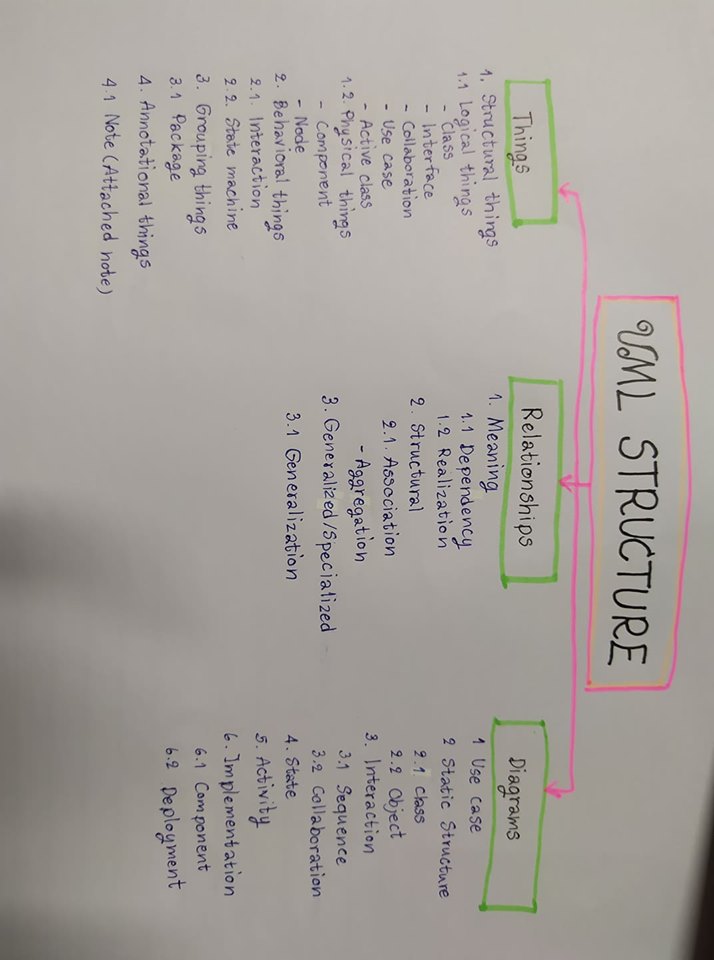 UML STRUCTURE
Things
1. Structural things
1.1 Logical things
- Class
- Interface
- Collaboration
- Use case
- Active class
1.2. Physical things
- Component
- Node
2. Behavioral things
2.1. Interaction
2.2. State machine
3. Grouping things
3.1 Package
4. Annotational things
4.1 Note (Attached note)
Relationships
1. Meaning
1.1 Dependency
1.2 Realization
2. Structural
2.1. Association
- Aggregation
3. Generalized/Specialized
3.1 Generalization
Diagrams
1 Use case
2 Static Structure
2.1 Class
2.2 Object
3. Interaction
3.1 Sequence
3.2 Collaboration
4. State
5. Activity
6. Implementation
6.1 Component
6.2 Deployment